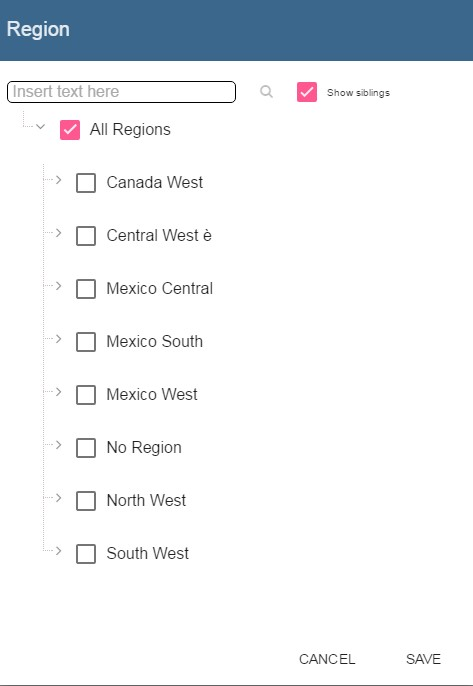 Region
Insert text here
Show siblings
All Regions
Canada West
Central West è
Mexico Central
Mexico South
Mexico West
No Region
North West
South West
CANCEL SAVE